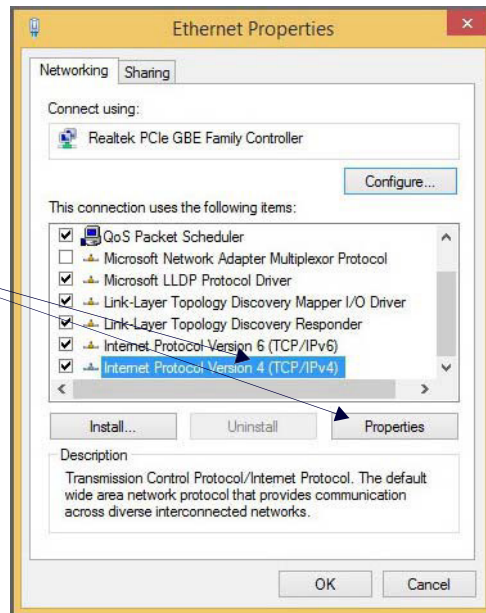 Ethernet Properties
Networking
Sharing
Connect using:
Realtek PCIe GBE Family Controller
Configure...
This connection uses the following items:
QoS Packet Scheduler
Microsoft Network Adapter Multiplexor Protocol
Microsoft LLDP Protocol Driver
Link-Layer Topology Discovery Mapper I/O Driver
Link-Layer Topology Discovery Responder
Internet Protocol Version 6 (TCP/IPv6)
Internet Protocol Version 4 (TCP/IPv4)
Install...
Uninstall
Properties
Description
Transmission Control Protocol/Internet Protocol. The default
wide area network protocol that provides communication
across diverse interconnected networks.
OK
Cancel